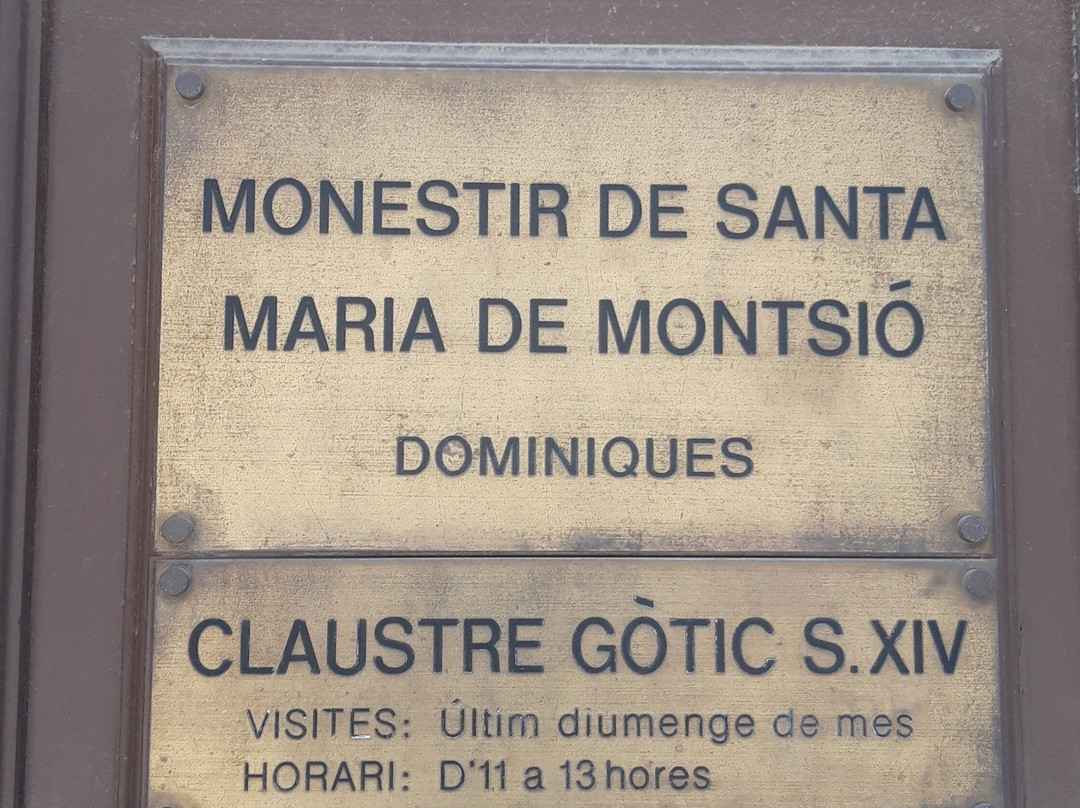 MONESTIR DE SANTA
MARIA DE MONTSIÓ
DOMINIQUES
CLAUSTRE GÒTIC S.XIV
VISITES: Últim diumenge de mes
HORARI: D'11 a 13 hores